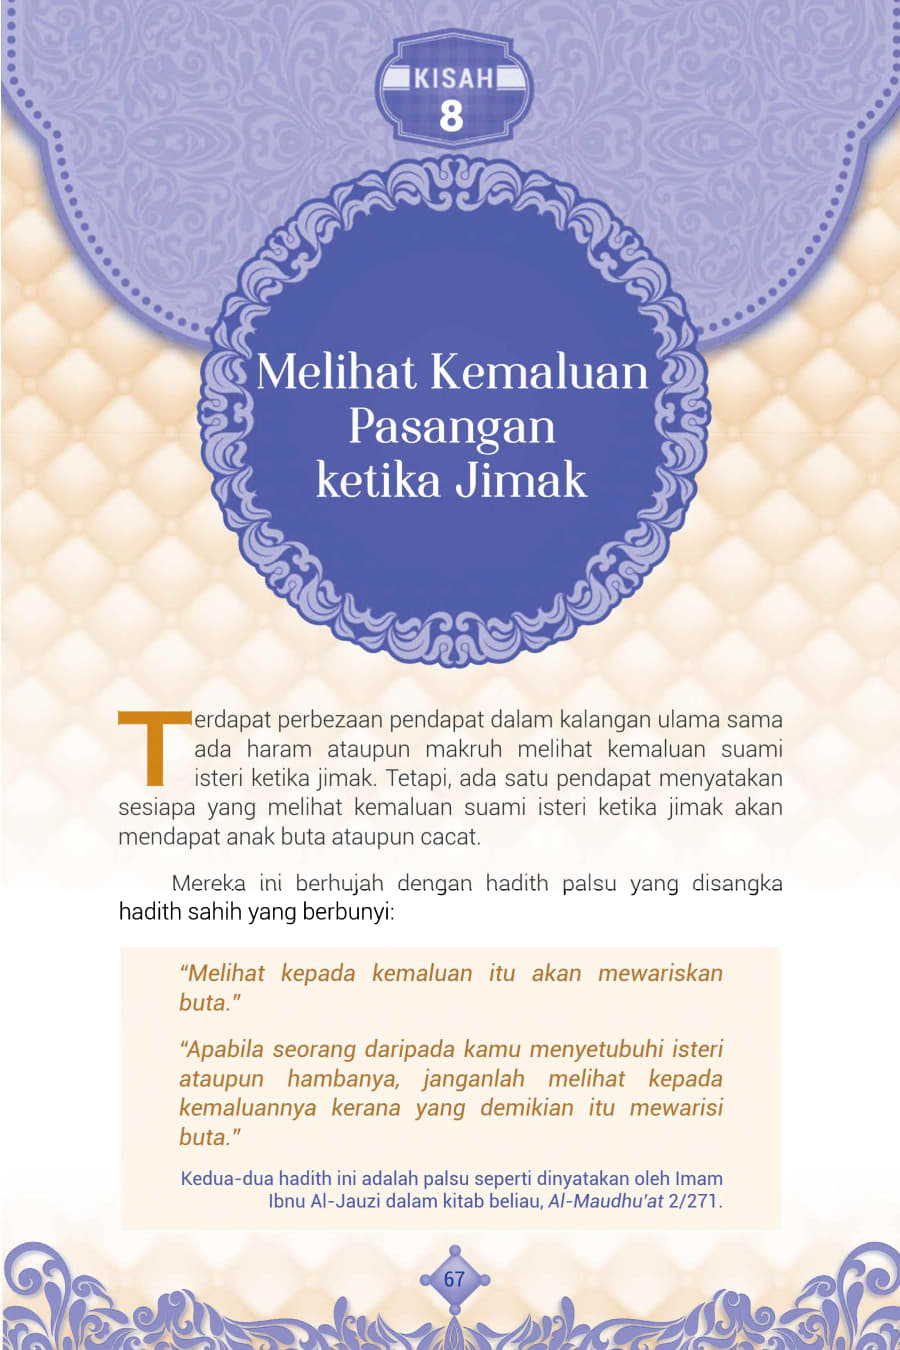 KISAH
8
Melihat Kemaluan
Pasangan
ketika Jimak
Terdapat perbezaan pendapat dalam kalangan ulama sama
ada haram ataupun makruh melihat kemaluan suami
isteri ketika jimak. Tetapi, ada satu pendapat menyatakan
sesiapa yang melihat kemaluan suami isteri ketika jimak akan
mendapat anak buta ataupun cacat.
Mereka ini berhujah dengan hadith palsu yang disangka
hadith sahih yang berbunyi:
“Melihat kepada kemaluan itu akan mewariskan
buta.”
“Apabila seorang daripada kamu menyetubuhi isteri
ataupun hambanya, janganlah melihat kepada
kemaluannya kerana yang demikian itu mewarisi
buta.”
Kedua-dua hadith ini adalah palsu seperti dinyatakan oleh Imam
Ibnu Al-Jauzi dalam kitab beliau, Al-Maudhu’at 2/271.
67